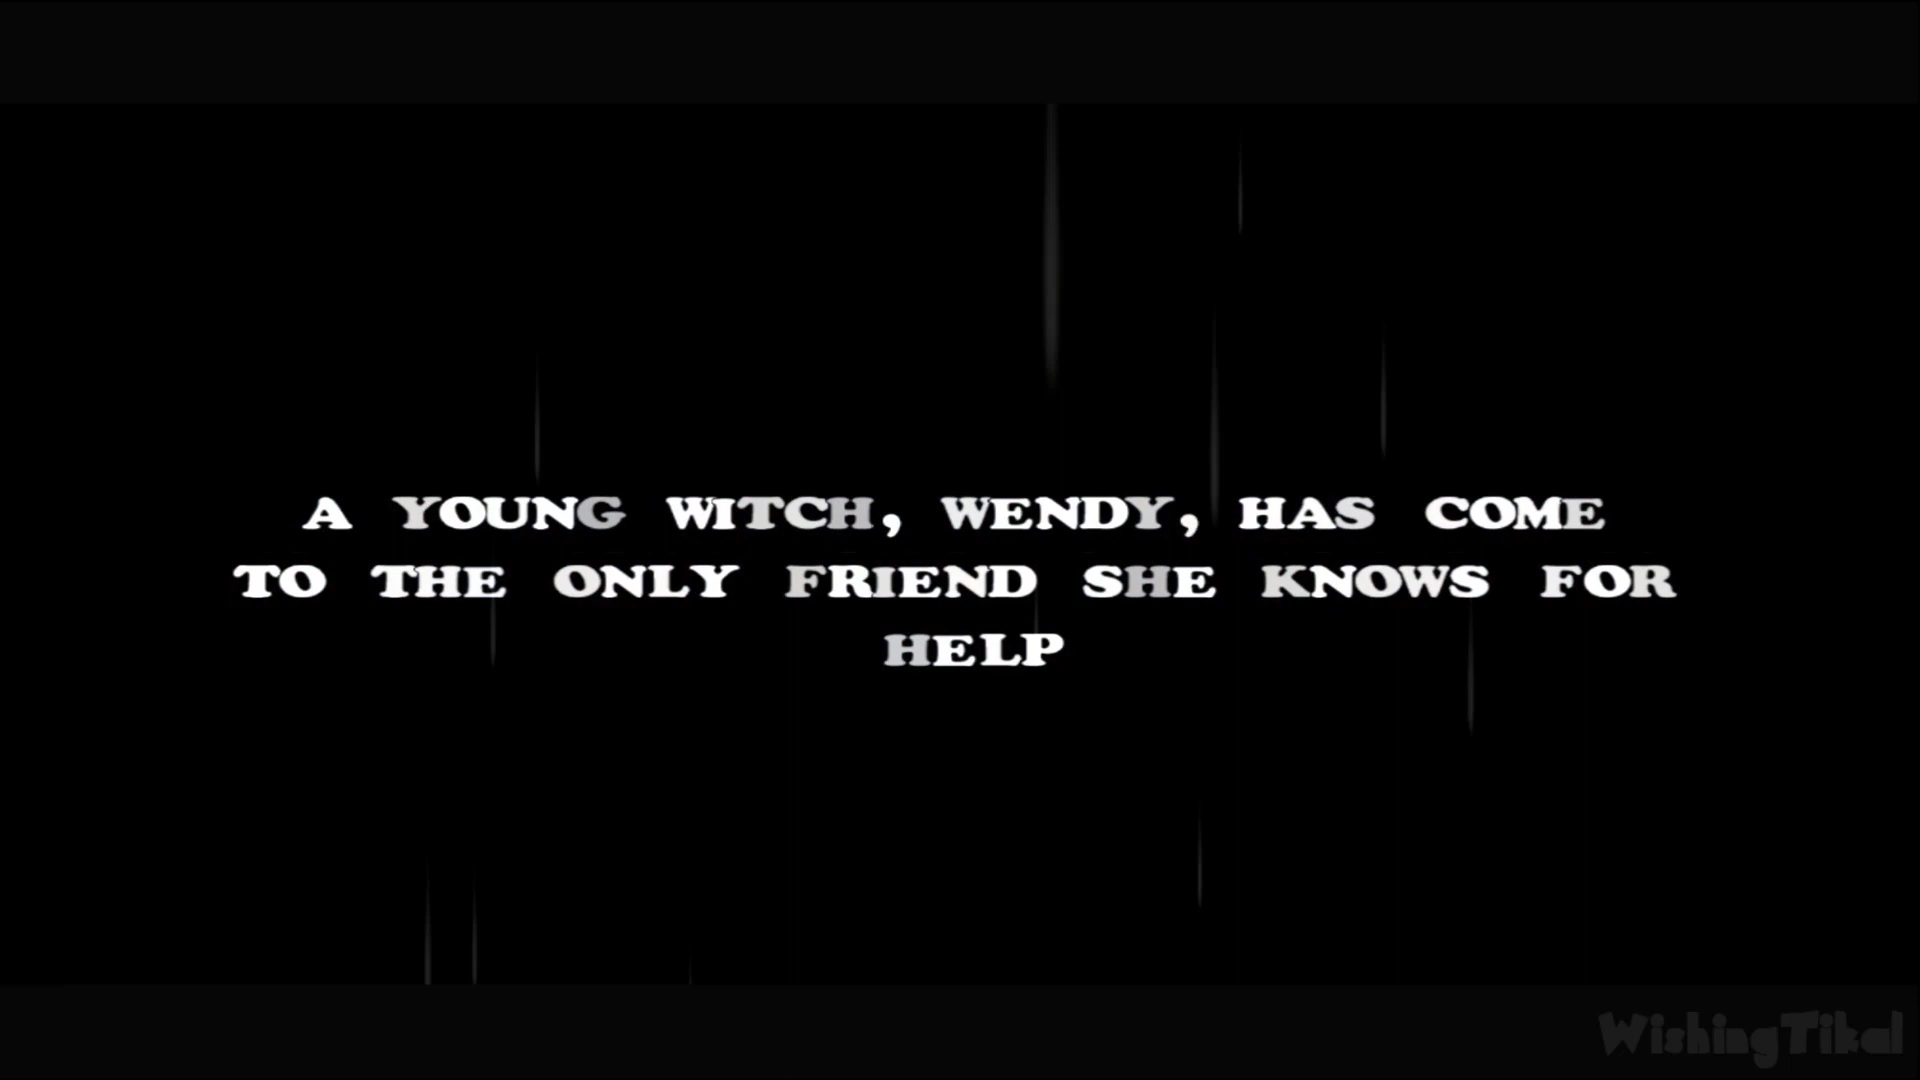 A YOUNG WITCH, WENDY, HAS COME
TO THE ONLY FRIEND SHE KNOWS FOR
HELP
WishingTikal